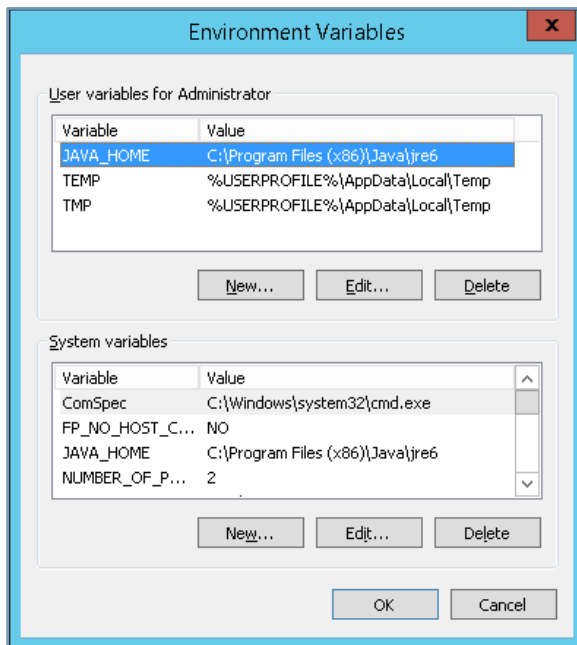 Environment Variables
x
User variables for Administrator
Variable Value
JAVA_HOME C:\Program Files (x86)\Java\jre6
TEMP %USERPROFILE%\AppData\Local\Temp
TMP %USERPROFILE%\AppData\Local\Temp
New... Edit... Delete
System variables
Variable Value
ComSpec C:\Windows\system32\cmd.exe
FP_NO_HOST_C... NO
JAVA_HOME C:\Program Files (x86)\Java\jre6
NUMBER_OF_P... 2
New... Edit... Delete
OK Cancel